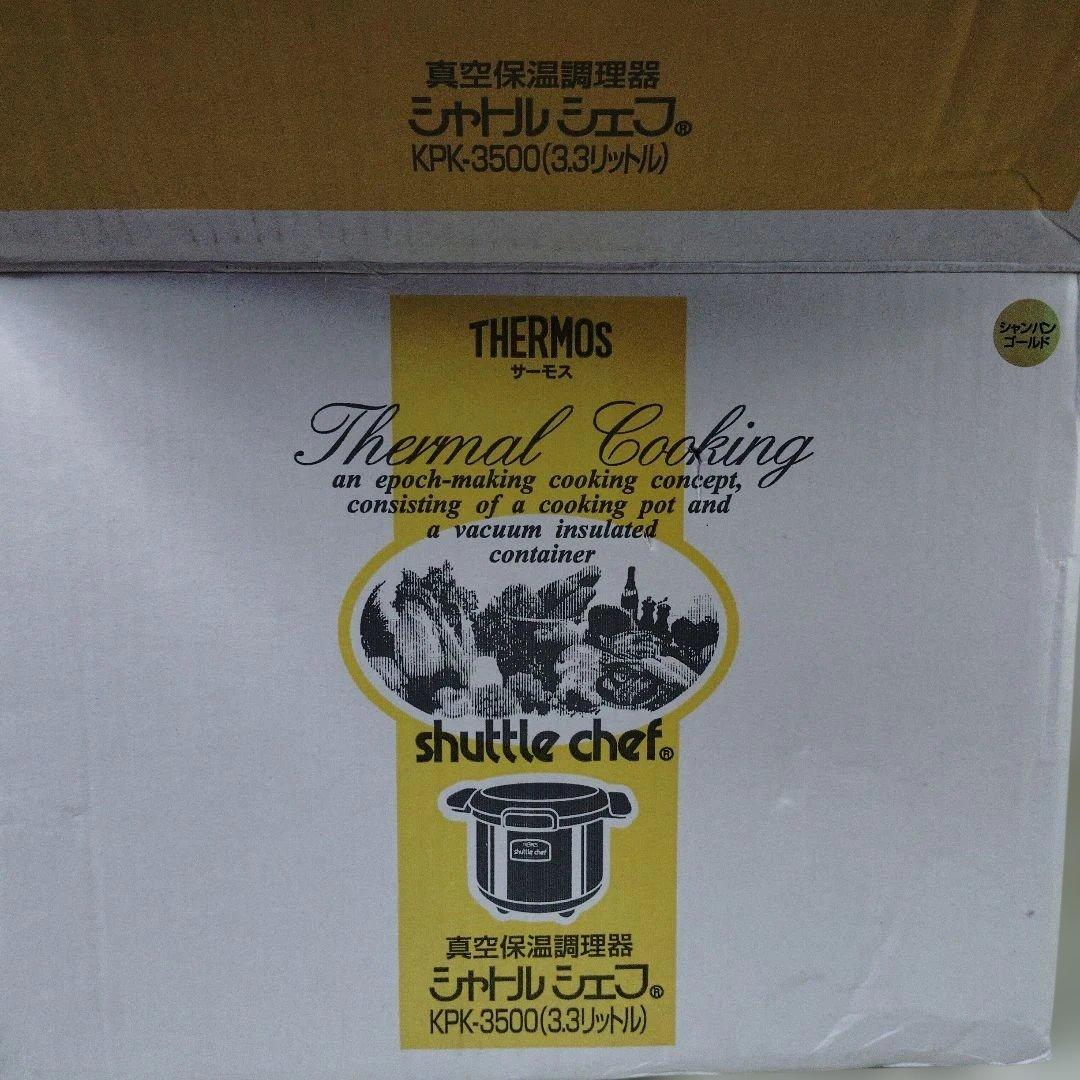 真空保温調理器
シャトルシェフ®
KPK-3500(3.3リットル)
THERMOS
サーモス
シャンパン
ゴールド
Thermal Cooking
an epoch-making cooking concept,
consisting of a cooking pot and
a vacuum insulated
container
shuttle chef®
THERMOS
shuttle chef
真空保温調理器
シャトルシェフ®
KPK-3500(3.3リットル)